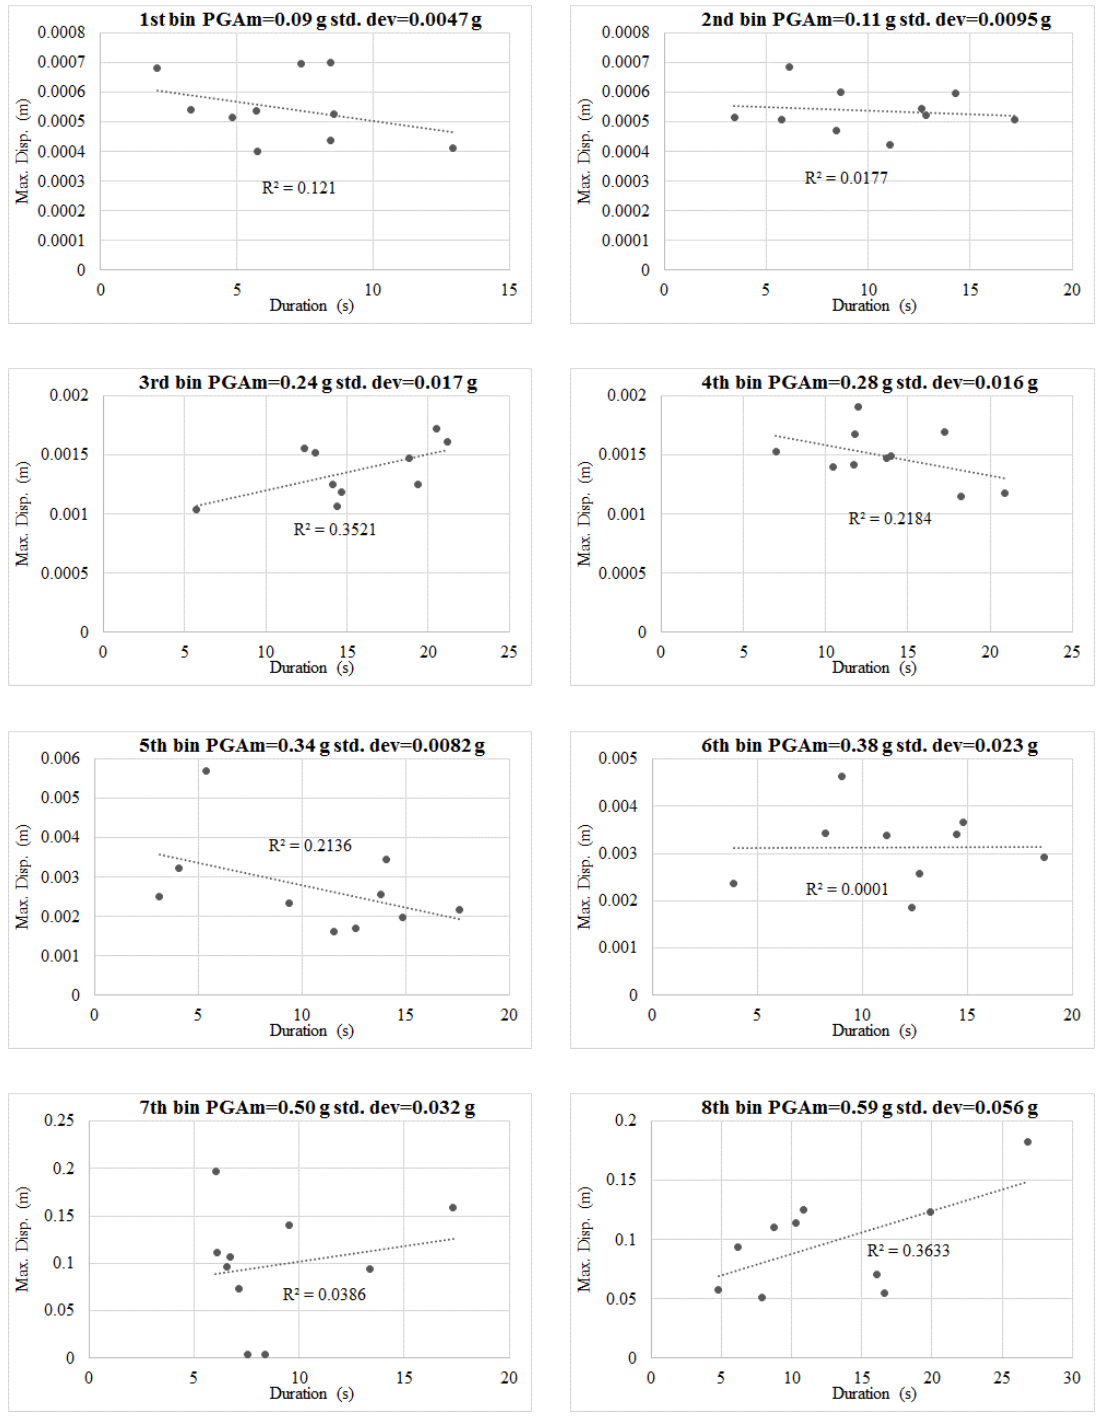 1st bin PGAm=0.09 g std. dev=0.0047 g
0.0008
0.0007
0.0006
0.0005
0.0004
0.0003
0.0002
0.0001
0
Max. Disp. (m)
R² = 0.121
0 5 10 15
Duration (s)
2nd bin PGAm=0.11 g std. dev=0.0095 g
0.0008
0.0007
0.0006
0.0005
0.0004
0.0003
0.0002
0.0001
0
Max. Disp. (m)
R² = 0.0177
0 5 10 15 20
Duration (s)
3rd bin PGAm=0.24 g std. dev=0.017 g
0.002
0.0015
0.001
0.0005
0
Max. Disp. (m)
R² = 0.3521
0 5 10 15 20 25
Duration (s)
4th bin PGAm=0.28 g std. dev=0.016 g
0.002
0.0015
0.001
0.0005
0
Max. Disp. (m)
R² = 0.2184
0 5 10 15 20 25
Duration (s)
5th bin PGAm=0.34 g std. dev=0.0082 g
0.006
0.005
0.004
0.003
0.002
0.001
0
Max. Disp. (m)
R² = 0.2136
0 5 10 15 20
Duration (s)
6th bin PGAm=0.38 g std. dev=0.023 g
0.005
0.004
0.003
0.002
0.001
0
Max. Disp. (m)
R² = 0.0001
0 5 10 15 20
Duration (s)
7th bin PGAm=0.50 g std. dev=0.032 g
0.25
0.2
0.15
0.1
0.05
0
Max. Disp. (m)
R² = 0.0386
0 5 10 15 20
Duration (s)
8th bin PGAm=0.59 g std. dev=0.056 g
0.2
0.15
0.1
0.05
0
Max. Disp. (m)
R² = 0.3633
0 5 10 15 20 25 30
Duration (s)